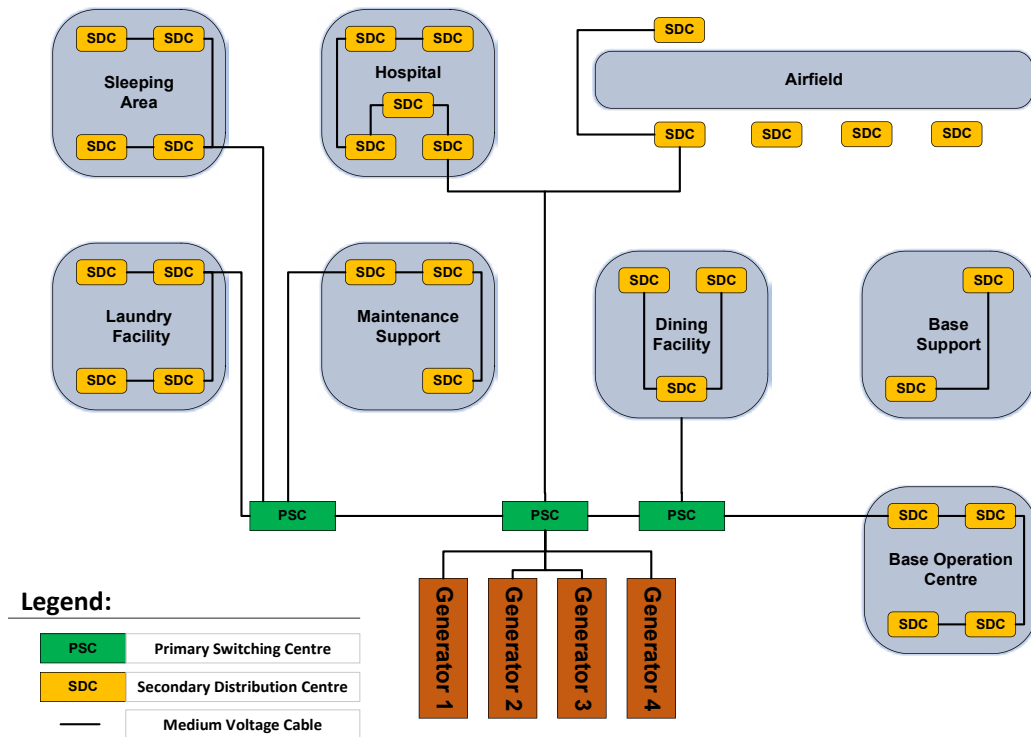 SDC SDC
Sleeping
Area
SDC SDC
SDC SDC
Hospital
SDC
SDC SDC
SDC
Airfield
SDC SDC SDC SDC
SDC SDC
Laundry
Facility
SDC SDC
SDC SDC
Maintenance
Support
SDC
SDC SDC
Dining
Facility
SDC
SDC
Base
Support
SDC
PSC PSC PSC
SDC SDC
Base Operation
Centre
SDC SDC
Generator 1
Generator 2
Generator 3
Generator 4
Legend:
PSC Primary Switching Centre
SDC Secondary Distribution Centre
Medium Voltage Cable